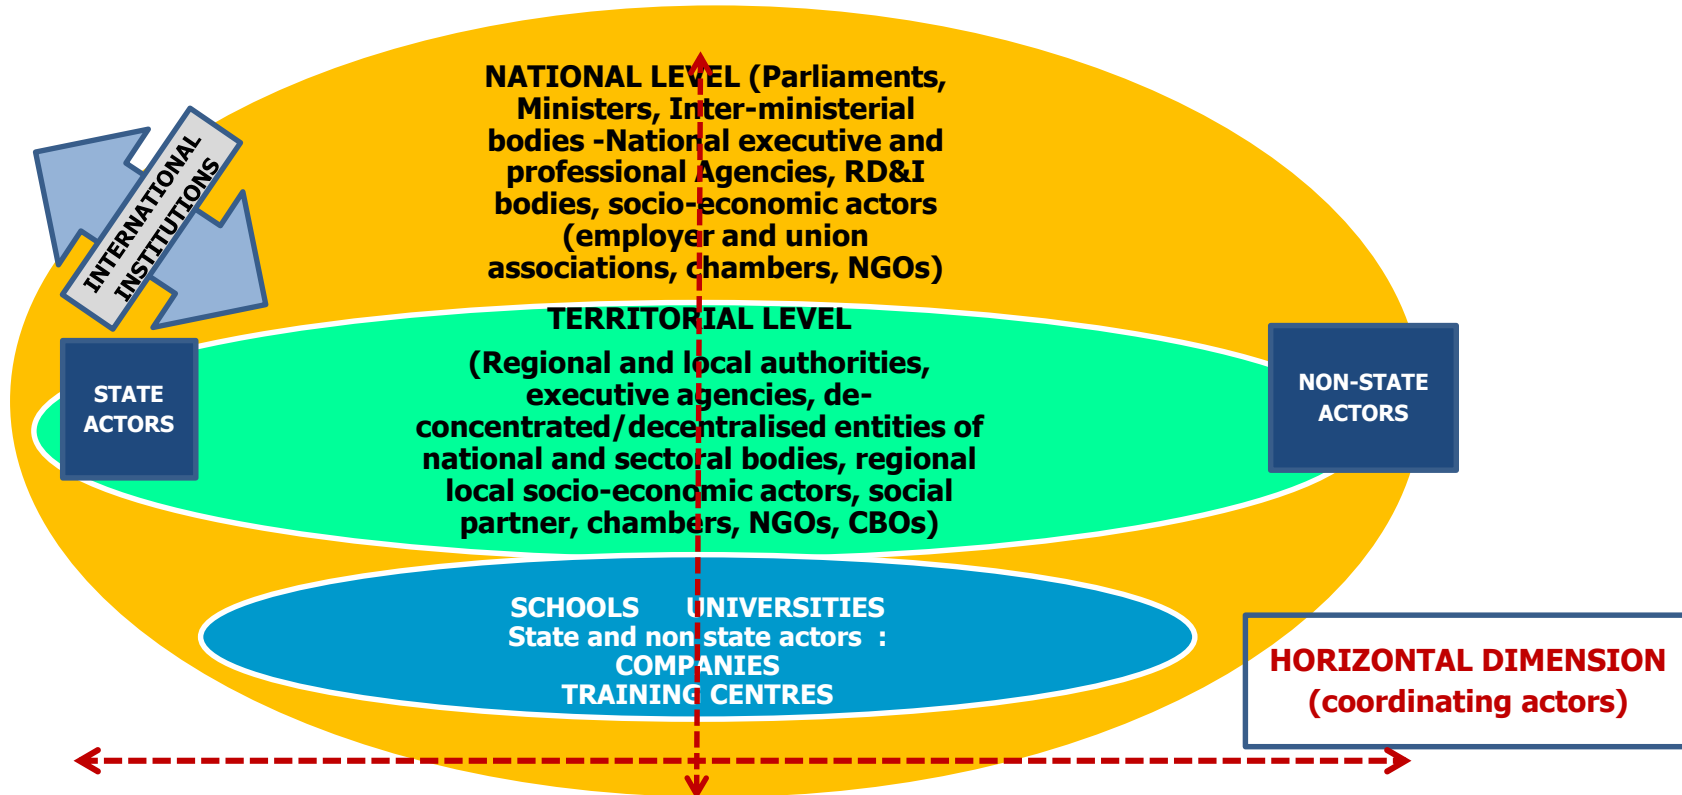 NATIONAL LEVEL (Parliaments,
Ministers, Inter-ministerial
bodies -National executive and
professional Agencies, RD&I
bodies, socio-economic actors
(employer and union
associations, chambers, NGOs)
INTERNATIONAL
INSTITUTIONS
TERRITORIAL LEVEL
(Regional and local authorities,
executive agencies, de-
concentrated/decentralised entities of
national and sectoral bodies, regional
local socio-economic actors, social
partner, chambers, NGOs, CBOs)
STATE
ACTORS
NON-STATE
ACTORS
SCHOOLS UNIVERSITIES
State and non state actors :
COMPANIES
TRAINING CENTRES
HORIZONTAL DIMENSION
(coordinating actors)